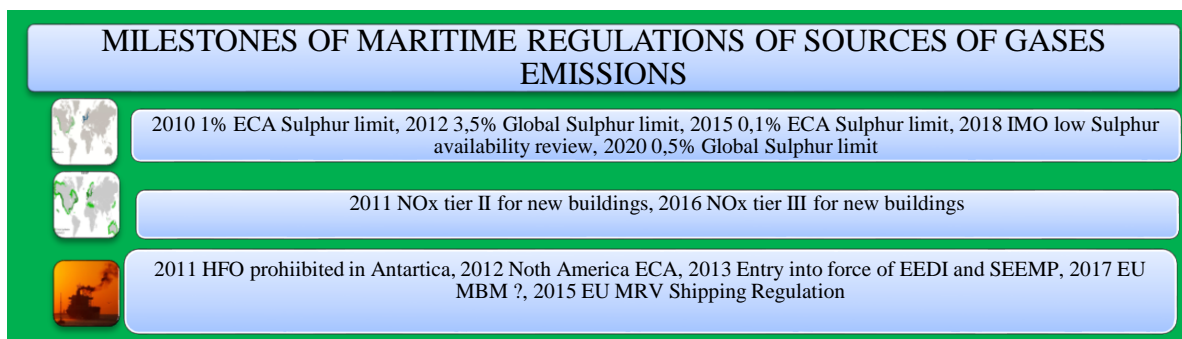 MILESTONES OF MARITIME REGULATIONS OF SOURCES OF GASES
EMISSIONS
2010 1% ECA Sulphur limit, 2012 3,5% Global Sulphur limit, 2015 0,1% ECA Sulphur limit, 2018 IMO low Sulphur
availability review, 2020 0,5% Global Sulphur limit
2011 NOx tier II for new buildings, 2016 NOx tier III for new buildings
2011 HFO prohiibited in Antartica, 2012 Noth America ECA, 2013 Entry into force of EEDI and SEEMP, 2017 EU
MBM ?, 2015 EU MRV Shipping Regulation